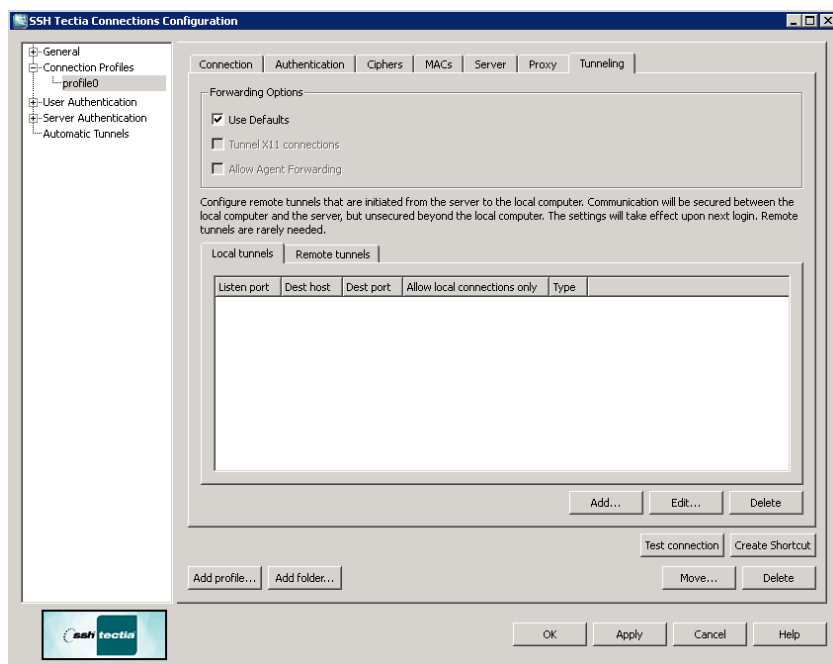 SSH Tectia Connections Configuration
General
Connection Profiles
profile0
User Authentication
Server Authentication
Automatic Tunnels
Connection
Authentication
Ciphers
MACs
Server
Proxy
Tunneling
Forwarding Options
Use Defaults
Tunnel X11 connections
Allow Agent Forwarding
Configure remote tunnels that are initiated from the server to the local computer. Communication will be secured between the
local computer and the server, but unsecured beyond the local computer. The settings will take effect upon next login. Remote
tunnels are rarely needed.
Local tunnels
Remote tunnels
Listen port
Dest host
Dest port
Allow local connections only
Type
Add...
Edit...
Delete
Test connection
Create Shortcut
Add profile...
Add folder...
Move...
Delete
ssh tectia
OK
Apply
Cancel
Help